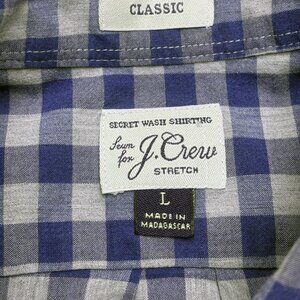 CLASSIC
SECRET WASH SHIRTING
Sewn for J.Crew
STRETCH
L
MADE IN
MADAGASCAR